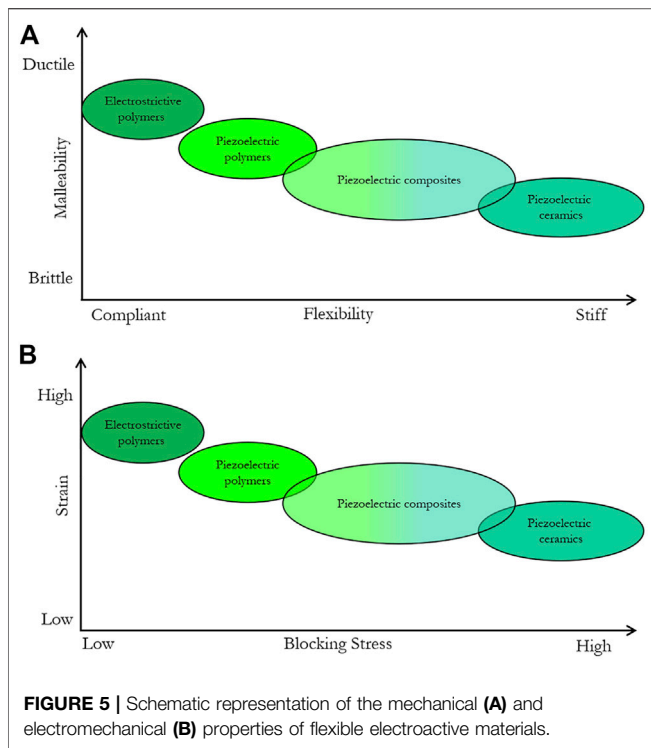 A
Ductile
Electrostrictive
polymers
Piezoelectric
polymers
Malleability
Piezoelectric composites
Piezoelectric
ceramics
Brittle
Compliant Flexibility Stiff
B
High
Electrostrictive
polymers
Piezoelectric
polymers
Strain
Piezoelectric composites
Piezoelectric
ceramics
Low
Low Blocking Stress High
FIGURE 5 | Schematic representation of the mechanical (A) and
electromechanical (B) properties of flexible electroactive materials.